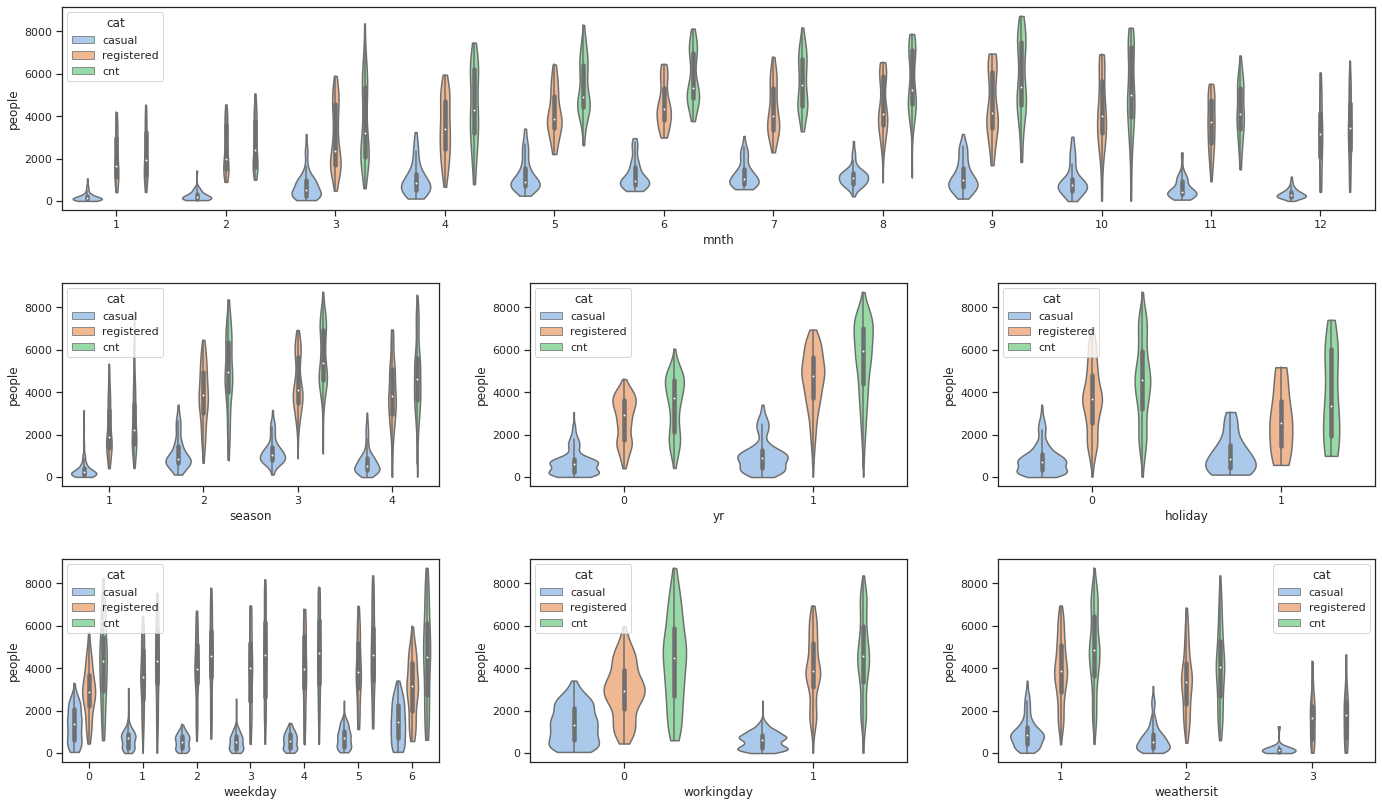 cat
casual
registered
cnt
people
8000
6000
4000
2000
0
1 2 3 4 5 6 7 8 9 10 11 12
mnth
cat
casual
registered
cnt
people
8000
6000
4000
2000
0
1 2 3 4
season
cat
casual
registered
cnt
people
8000
6000
4000
2000
0
0 1
yr
cat
casual
registered
cnt
people
8000
6000
4000
2000
0
0 1
holiday
cat
casual
registered
cnt
people
8000
6000
4000
2000
0
0 1 2 3 4 5 6
weekday
cat
casual
registered
cnt
people
8000
6000
4000
2000
0
0 1
workingday
cat
casual
registered
cnt
people
8000
6000
4000
2000
0
1 2 3
weathersit